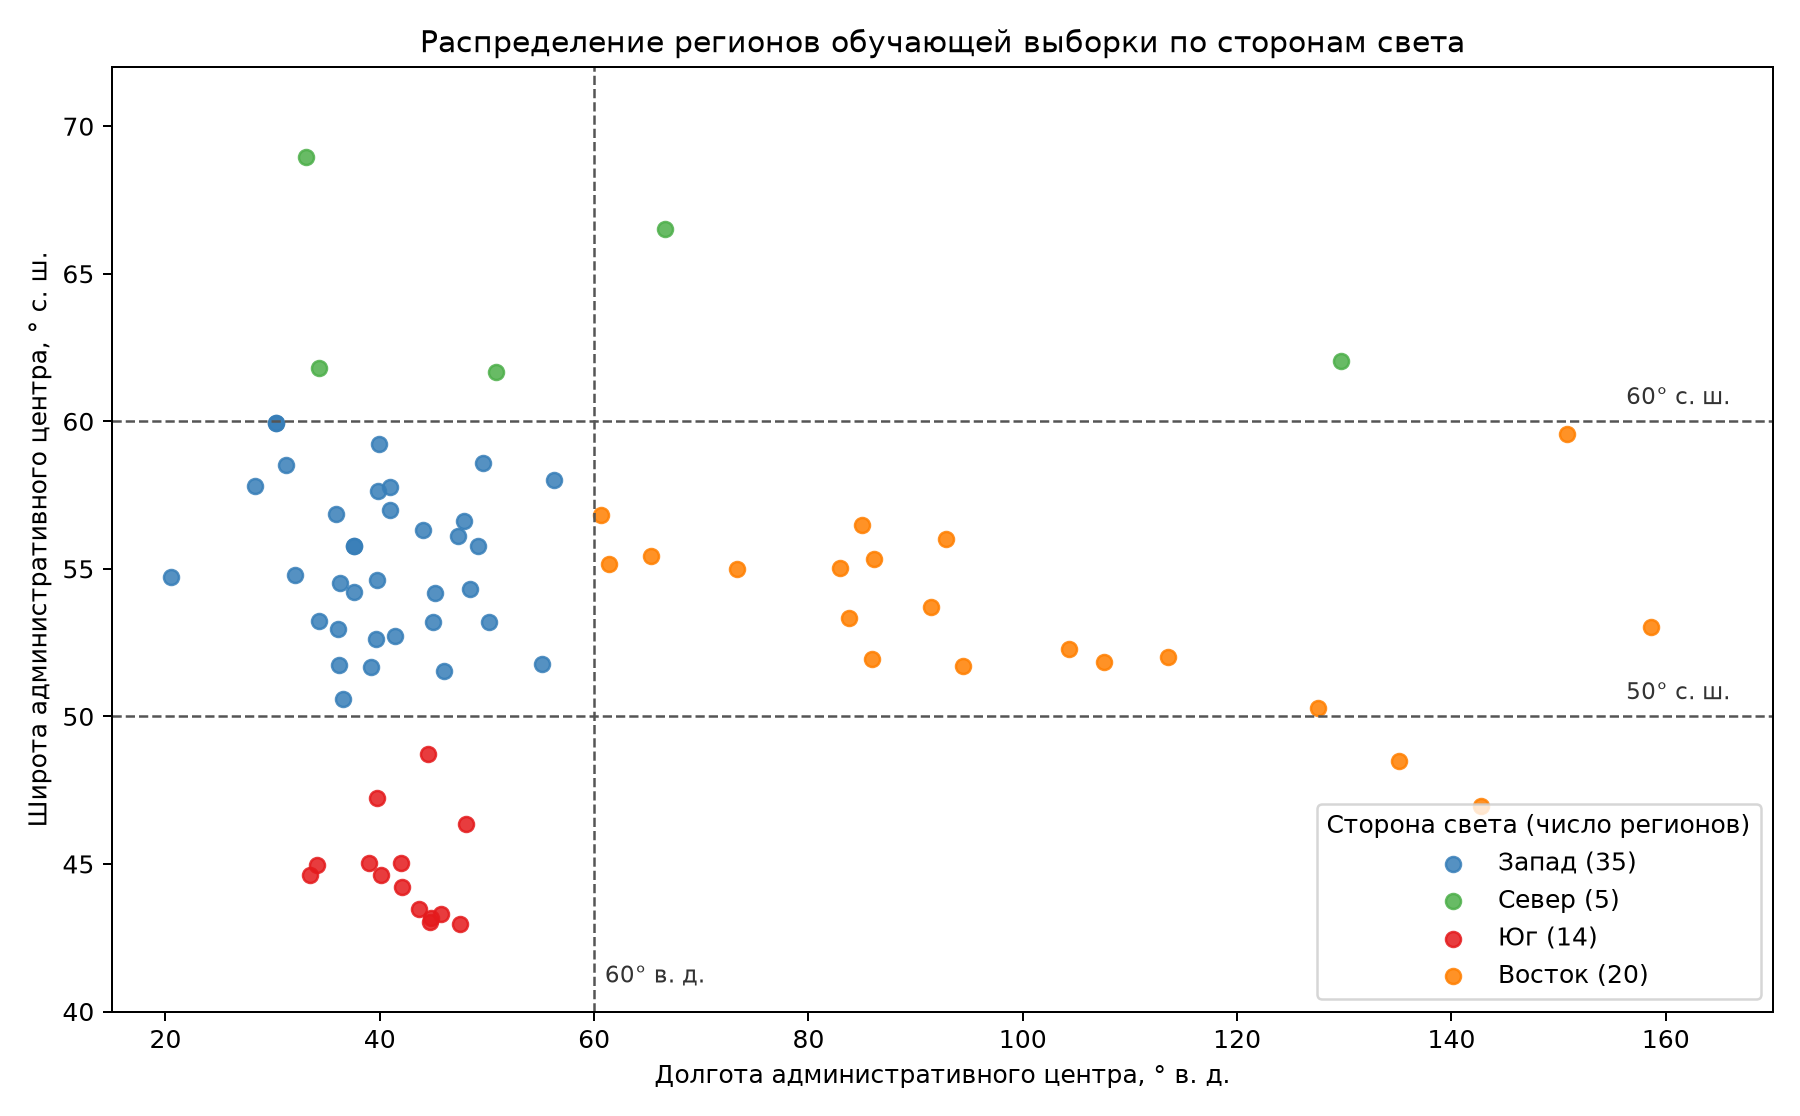 Распределение регионов обучающей выборки по сторонам света
Широта административного центра, ° с. ш.
70
65
60
55
50
45
40
60° с. ш.
50° с. ш.
60° в. д.
Сторона света (число регионов)
Запад (35)
Север (5)
Юг (14)
Восток (20)
20
40
60
80
100
120
140
160
Долгота административного центра, ° в. д.